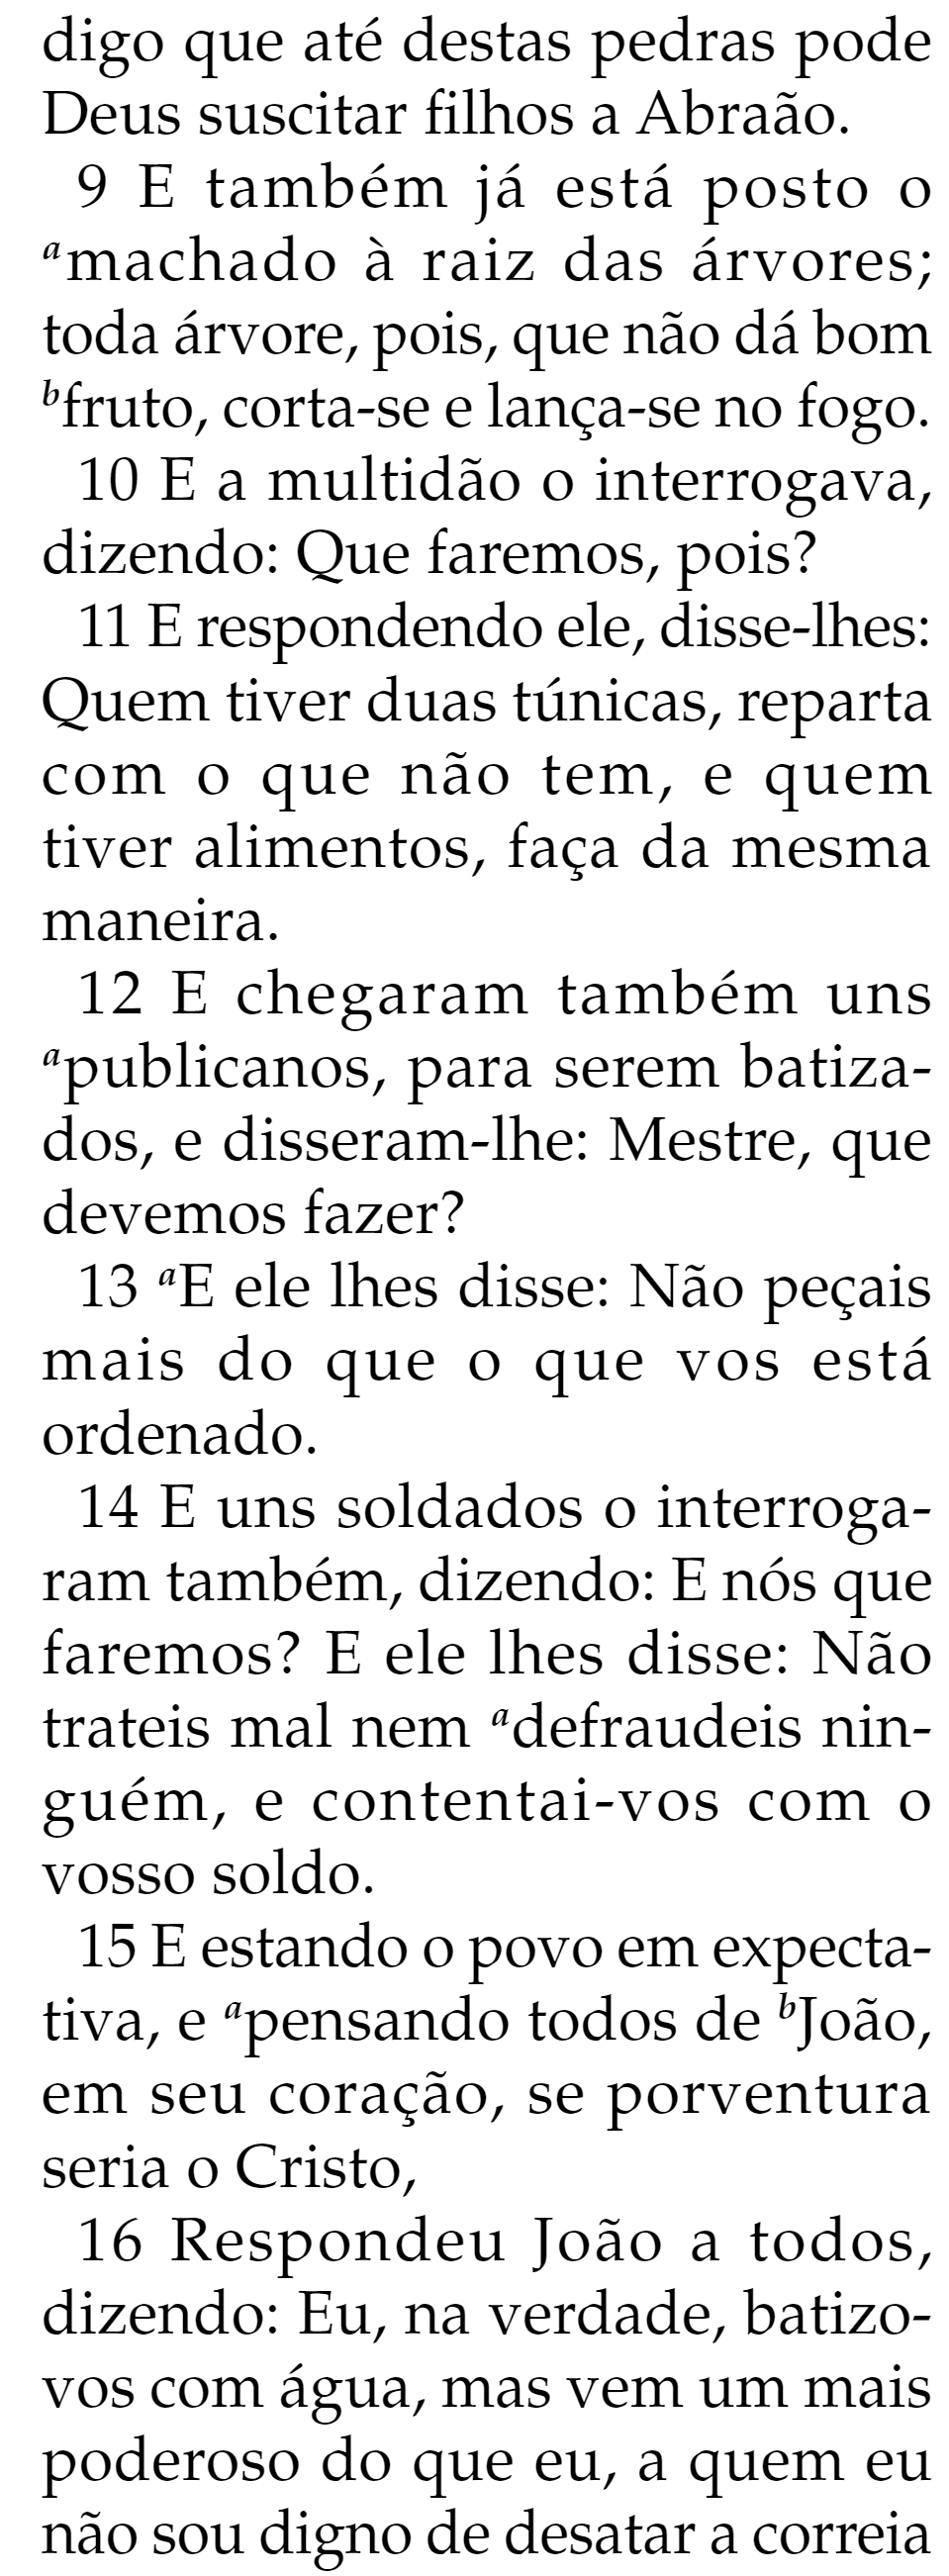 digo que até destas pedras pode
Deus suscitar filhos a Abraão.
9 E também já está posto o
ᵃmachado à raiz das árvores;
toda árvore, pois, que não dá bom
ᵇfruto, corta-se e lança-se no fogo.
10 E a multidão o interrogava,
dizendo: Que faremos, pois?
11 E respondendo ele, disse-lhes:
Quem tiver duas túnicas, reparta
com o que não tem, e quem
tiver alimentos, faça da mesma
maneira.
12 E chegaram também uns
ᵃpublicanos, para serem batiza-
dos, e disseram-lhe: Mestre, que
devemos fazer?
13 ᵃE ele lhes disse: Não peçais
mais do que o que vos está
ordenado.
14 E uns soldados o interroga-
ram também, dizendo: E nós que
faremos? E ele lhes disse: Não
trateis mal nem ᵃdefraudeis nin-
guém, e contentai-vos com o
vosso soldo.
15 E estando o povo em expecta-
tiva, e ᵃpensando todos de ᵇJoão,
em seu coração, se porventura
seria o Cristo,
16 Respondeu João a todos,
dizendo: Eu, na verdade, batizo-
vos com água, mas vem um mais
poderoso do que eu, a quem eu
não sou digno de desatar a correia